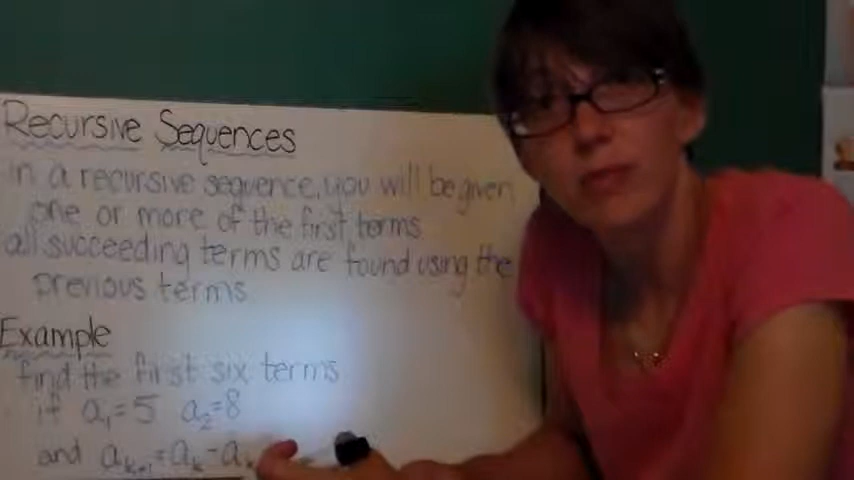 Recursive Sequences
in a recursive sequence, you will be given
one or more of the first terms
all succeeding terms are found using the
previous terms
Example
find the first six terms
if a₁=5 a₂=8
and aₖ₊₁=aₖ-aₖ